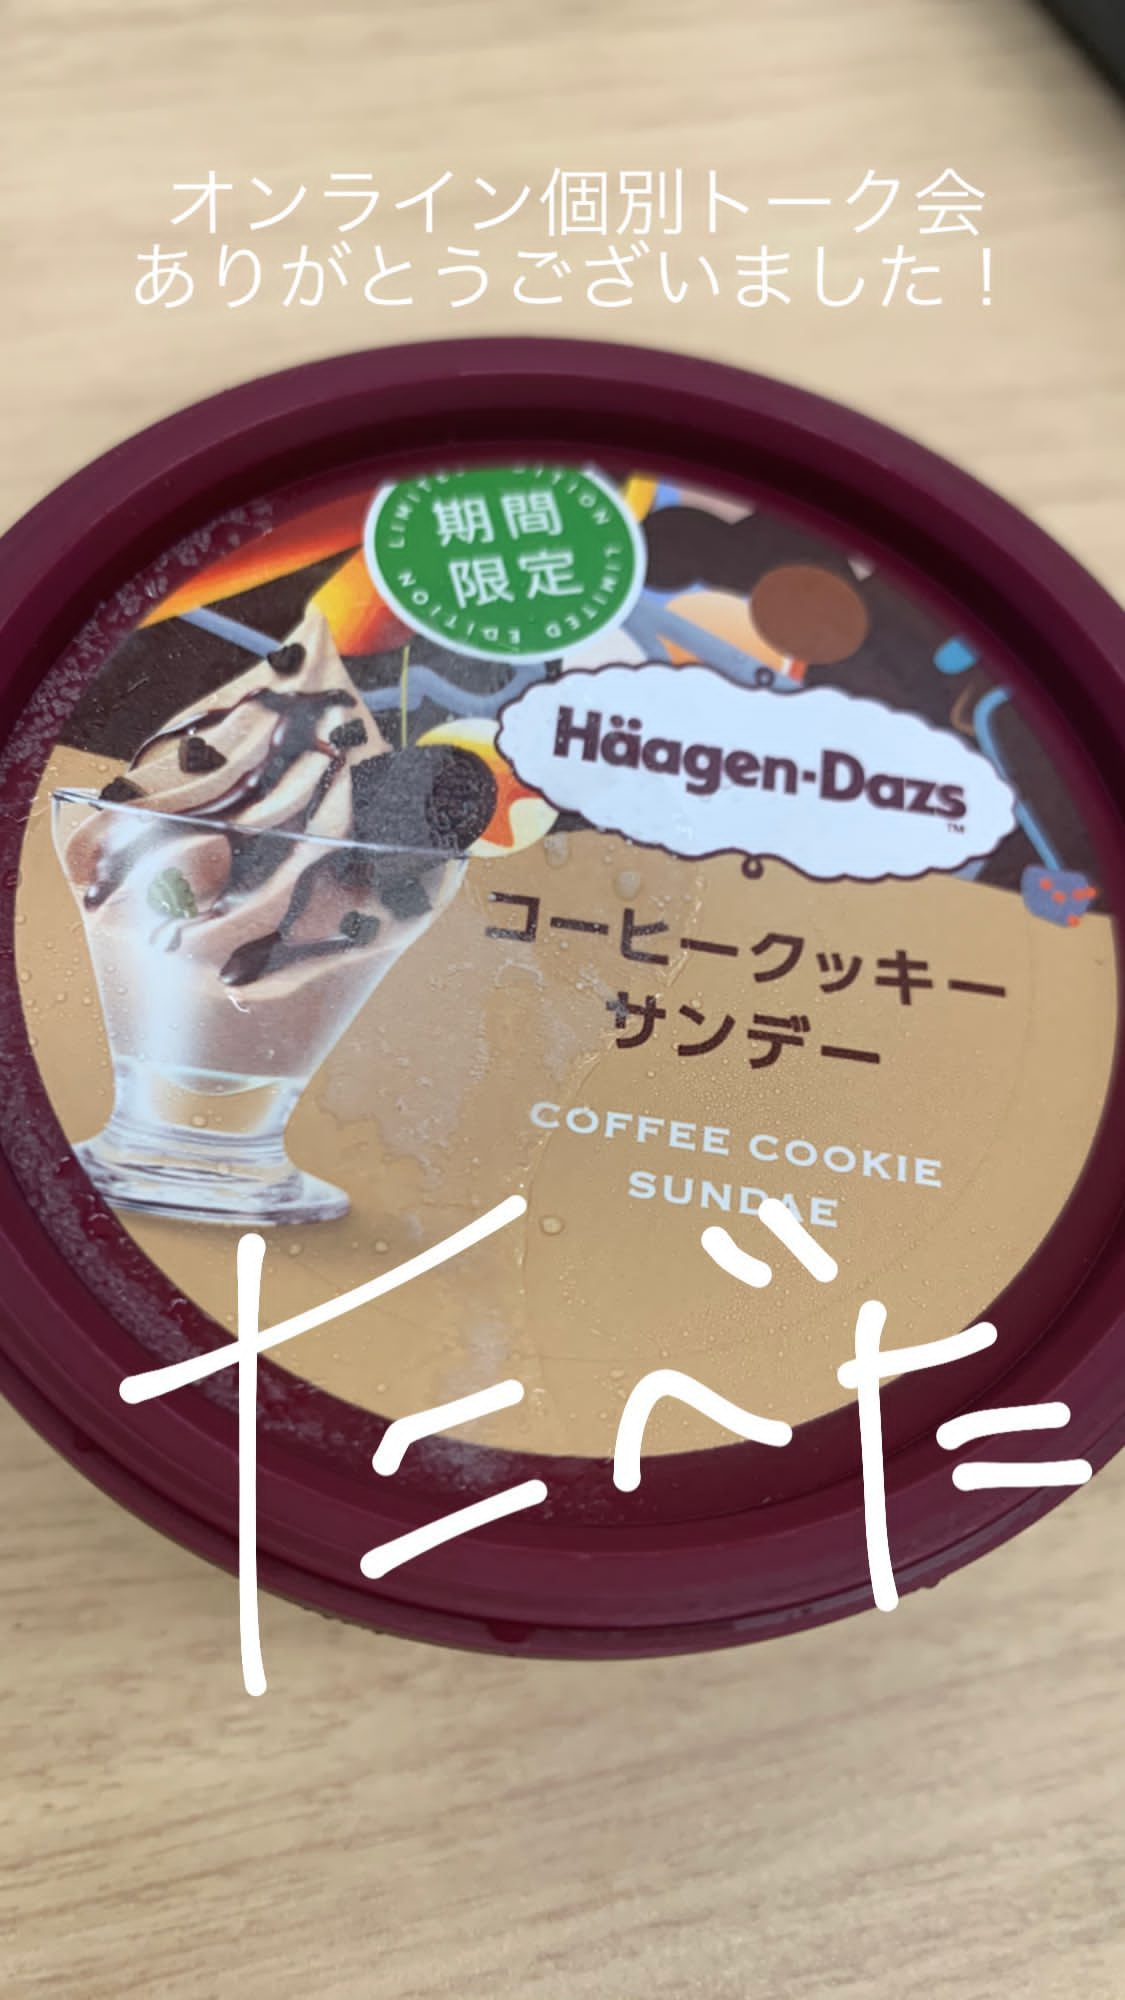 オンライン個別トーク会
ありがとうございました！
期間
限定
LIMITED EDITION LIMITED EDITION
Häagen-Dazs
TM
コーヒークッキー
サンデー
COFFEE COOKIE
SUNDAE
たべた